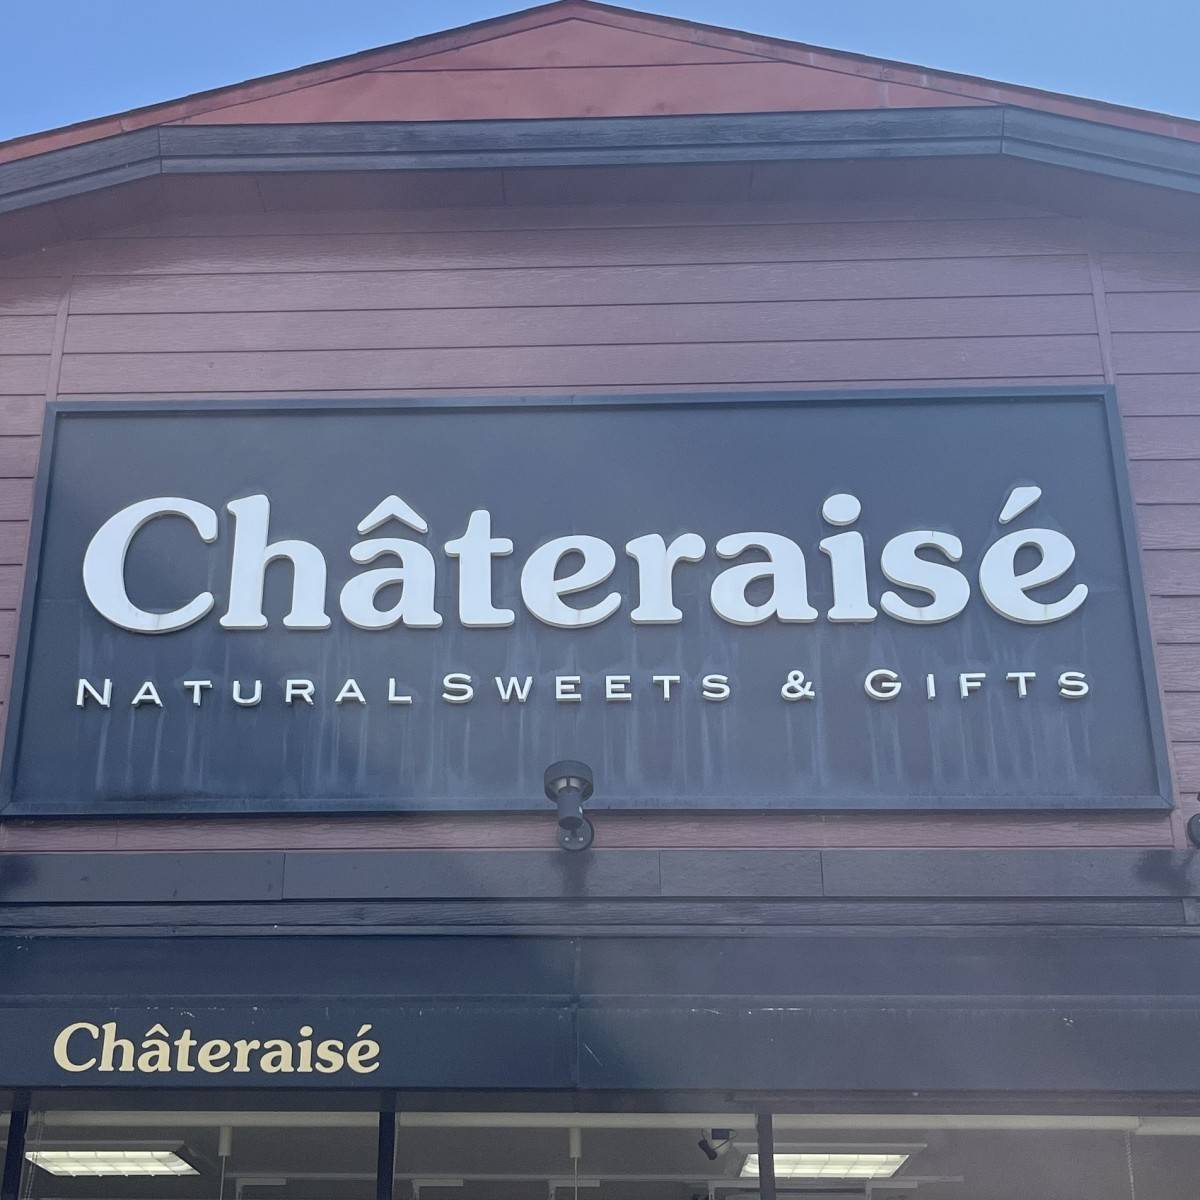 Châteraisé
NATURAL SWEETS & GIFTS
Châteraisé